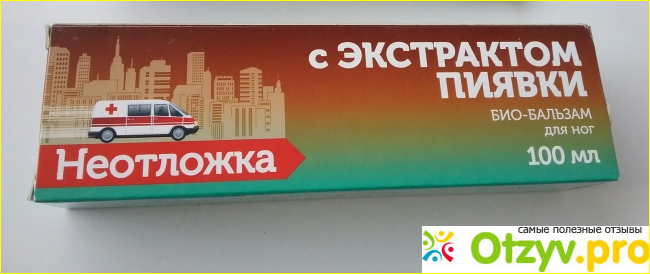 с ЭКСТРАКТОМ
ПИЯВКИ
БИО-БАЛЬЗАМ
для ног
100 мл
Неотложка
самые полезные отзывы
Otzyv.pro